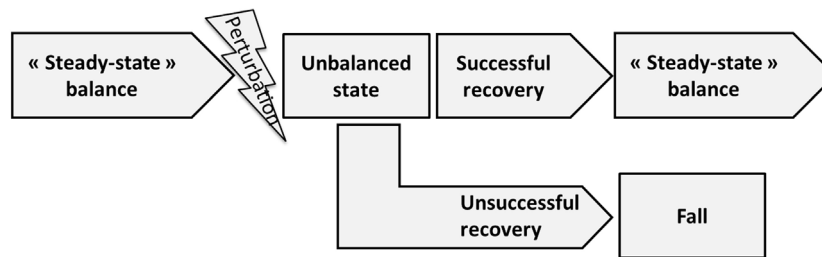 « Steady-state »
balance
Perturbation
Unbalanced
state
Successful
recovery
« Steady-state »
balance
Unsuccessful
recovery
Fall